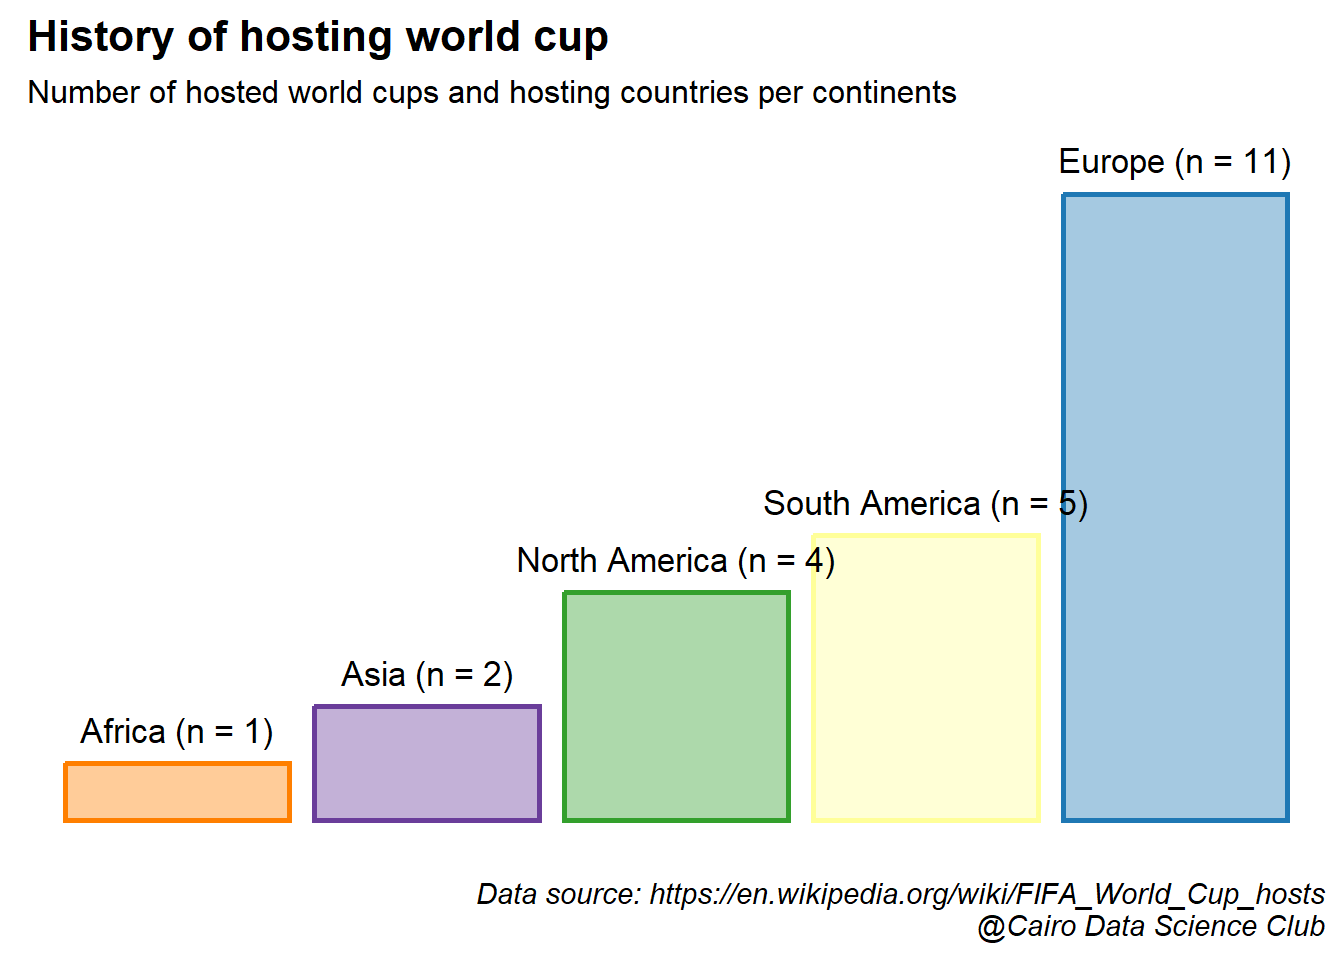 History of hosting world cup
Number of hosted world cups and hosting countries per continents
Europe (n = 11)
South America (n = 5)
North America (n = 4)
Asia (n = 2)
Africa (n = 1)
Data source: https://en.wikipedia.org/wiki/FIFA_World_Cup_hosts
@Cairo Data Science Club